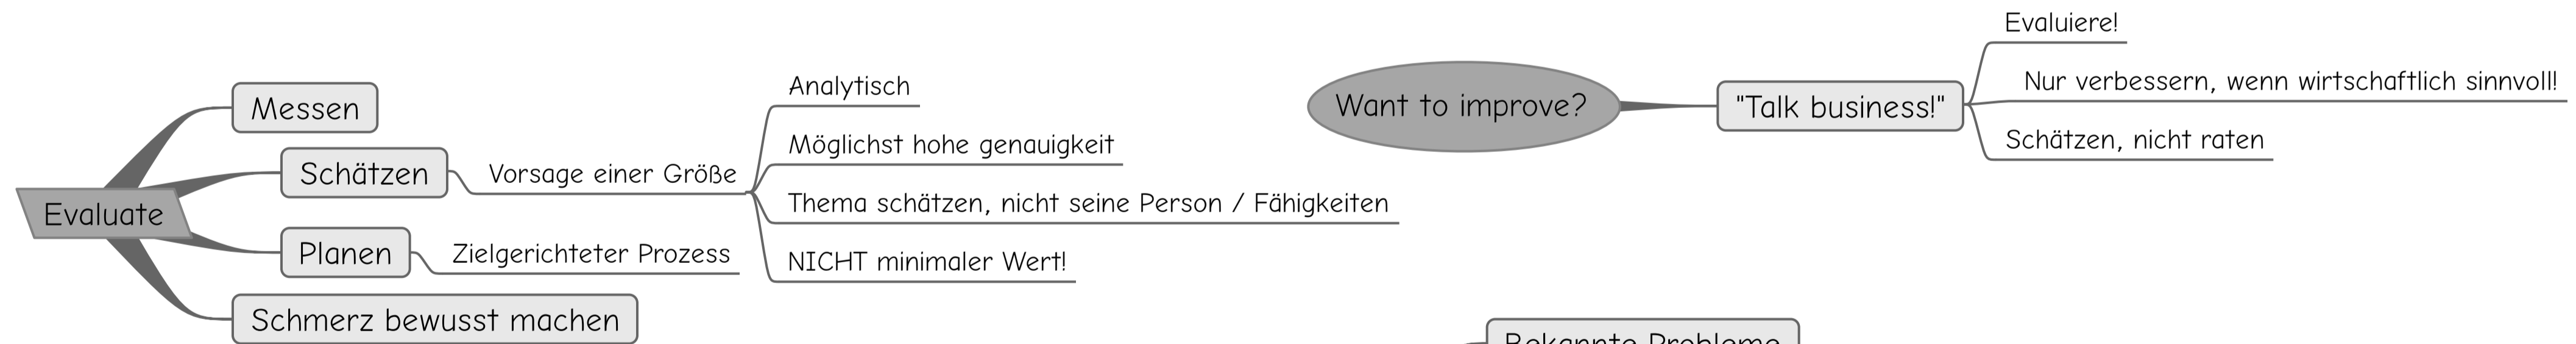 Evaluate
Messen
Schätzen
Vorsage einer Größe
Analytisch
Möglichst hohe genauigkeit
Thema schätzen, nicht seine Person / Fähigkeiten
NICHT minimaler Wert!
Planen
Zielgerichteter Prozess
Schmerz bewusst machen
Want to improve?
"Talk business!"
Evaluiere!
Nur verbessern, wenn wirtschaftlich sinnvoll!
Schätzen, nicht raten
Bekannte Probleme